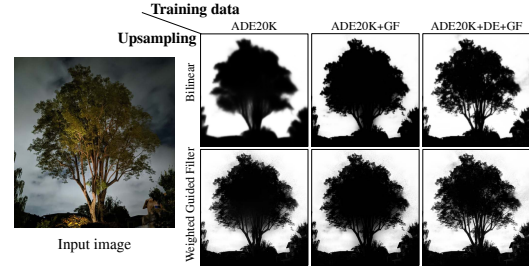 Training data
ADE20K
ADE20K+GF
ADE20K+DE+GF
Upsampling
Bilinear
Weighted Guided Filter
Input image